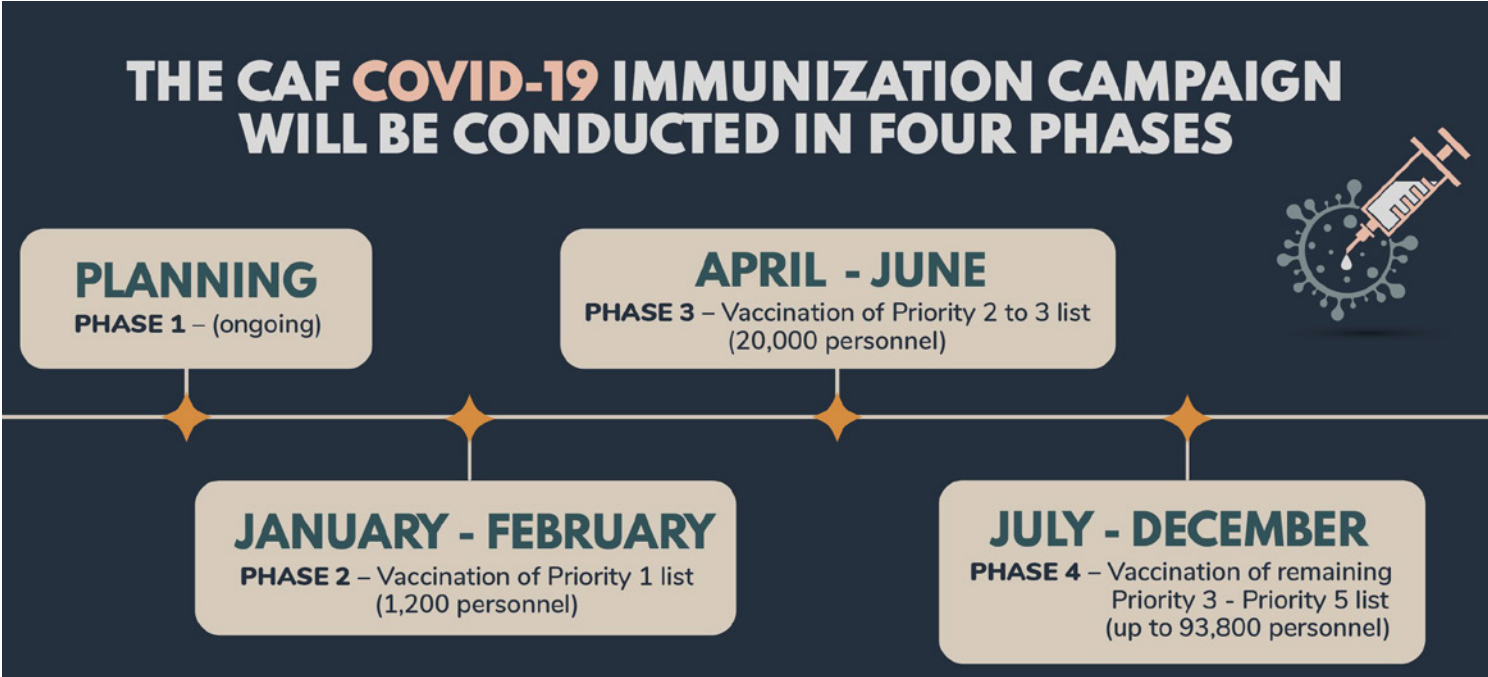 THE CAF COVID-19 IMMUNIZATION CAMPAIGN
WILL BE CONDUCTED IN FOUR PHASES
PLANNING
PHASE 1 – (ongoing)
JANUARY - FEBRUARY
PHASE 2 – Vaccination of Priority 1 list
(1,200 personnel)
APRIL - JUNE
PHASE 3 – Vaccination of Priority 2 to 3 list
(20,000 personnel)
JULY - DECEMBER
PHASE 4 – Vaccination of remaining
Priority 3 - Priority 5 list
(up to 93,800 personnel)